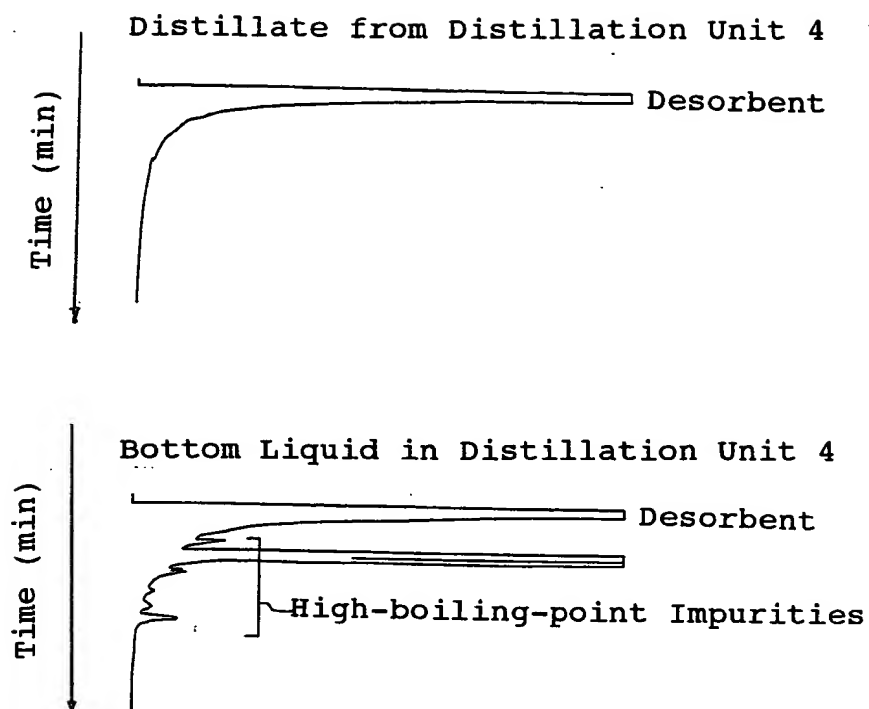 Distillate from Distillation Unit 4
Desorbent
Time (min)
Bottom Liquid in Distillation Unit 4
Desorbent
High-boiling-point Impurities
Time (min)